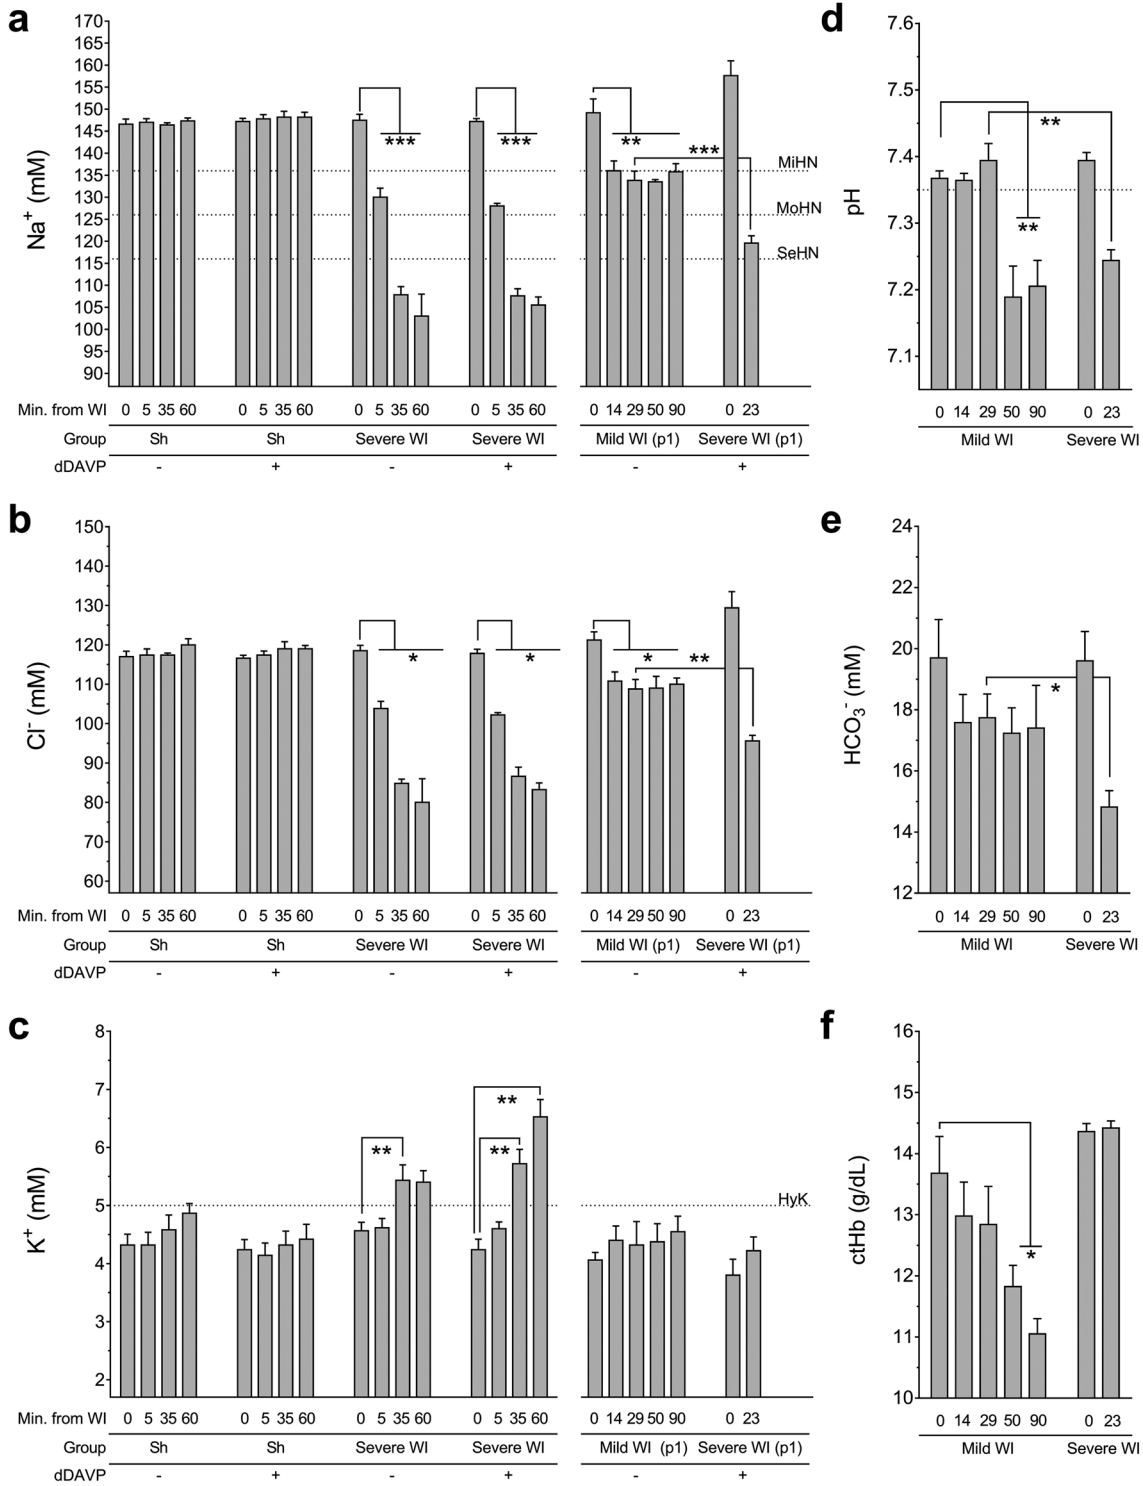 a
Na⁺ (mM)
170
165
160
155
150
145
140
135
130
125
120
115
110
105
100
95
90
***
***
**
***
MiHN
MoHN
SeHN
Min. from WI 0 5 35 60 0 5 35 60 0 5 35 60 0 5 35 60 0 14 29 50 90 0 23
Group Sh Sh Severe WI Severe WI Mild WI (p1) Severe WI (p1)
dDAVP - + - + - +
d
pH
7.6
7.5
7.4
7.3
7.2
7.1
**
**
0 14 29 50 90 0 23
Mild WI Severe WI
b
Cl⁻ (mM)
150
140
130
120
110
100
90
80
70
60
*
*
*
**
Min. from WI 0 5 35 60 0 5 35 60 0 5 35 60 0 5 35 60 0 14 29 50 90 0 23
Group Sh Sh Severe WI Severe WI Mild WI (p1) Severe WI (p1)
dDAVP - + - + - +
e
HCO₃⁻ (mM)
24
22
20
18
16
14
12
*
0 14 29 50 90 0 23
Mild WI Severe WI
c
K⁺ (mM)
8
7
6
5
4
3
2
**
**
**
HyK
Min. from WI 0 5 35 60 0 5 35 60 0 5 35 60 0 5 35 60 0 14 29 50 90 0 23
Group Sh Sh Severe WI Severe WI Mild WI (p1) Severe WI (p1)
dDAVP - + - + - +
f
ctHb (g/dL)
16
15
14
13
12
11
10
*
0 14 29 50 90 0 23
Mild WI Severe WI